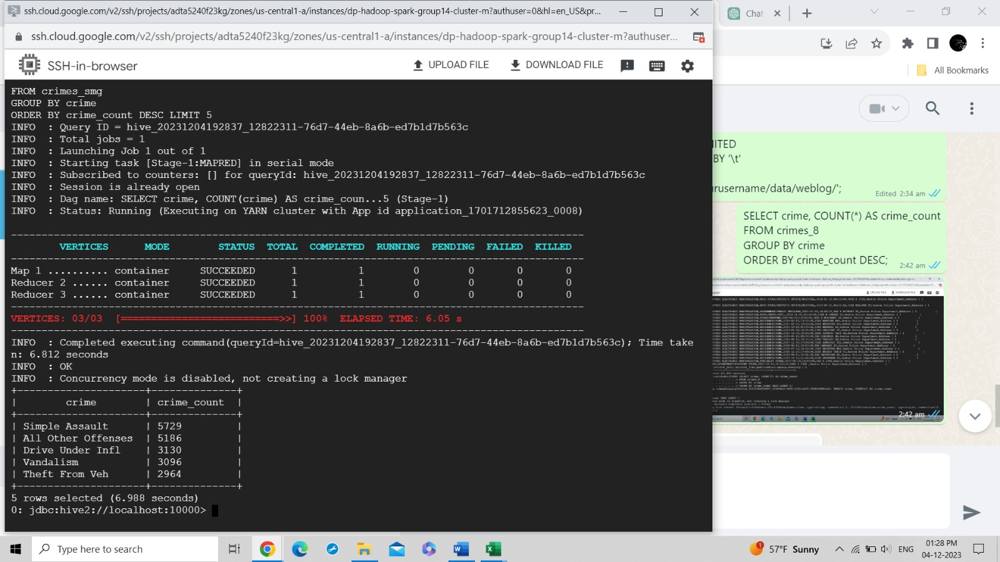 ssh.cloud.google.com/v2/ssh/projects/adta5240f23kg/zones/us-central1-a/instances/dp-hadoop-spark-group14-cluster-m?authuser=0&hl=en_US&pr...
Chat
ssh.cloud.google.com/v2/ssh/projects/adta5240f23kg/zones/us-central1-a/instances/dp-hadoop-spark-group14-cluster-m?authuser...
SSH-in-browser
UPLOAD FILE
DOWNLOAD FILE
All Bookmarks
FROM crimes_smg
GROUP BY crime
ORDER BY crime_count DESC LIMIT 5
INFO : Query ID = hive_20231204192837_12822311-76d7-44eb-8a6b-ed7b1d7b563c
INFO : Total jobs = 1
INFO : Launching Job 1 out of 1
INFO : Starting task [Stage-1:MAPRED] in serial mode
INFO : Subscribed to counters: [] for queryId: hive_20231204192837_12822311-76d7-44eb-8a6b-ed7b1d7b563c
INFO : Session is already open
INFO : Dag name: SELECT crime, COUNT(crime) AS crime_coun...5 (Stage-1)
INFO : Status: Running (Executing on YARN cluster with App id application_1701712855623_0008)
VERTICES MODE STATUS TOTAL COMPLETED RUNNING PENDING FAILED KILLED
Map 1 .......... container SUCCEEDED 1 1 0 0 0 0
Reducer 2 ...... container SUCCEEDED 1 1 0 0 0 0
Reducer 3 ...... container SUCCEEDED 1 1 0 0 0 0
VERTICES: 03/03 [==========================>>] 100% ELAPSED TIME: 6.05 s
INFO : Completed executing command(queryId=hive_20231204192837_12822311-76d7-44eb-8a6b-ed7b1d7b563c); Time take
n: 6.812 seconds
INFO : OK
INFO : Concurrency mode is disabled, not creating a lock manager
| crime | crime_count |
| Simple Assault | 5729 |
| All Other Offenses | 5186 |
| Drive Under Infl | 3130 |
| Vandalism | 3096 |
| Theft From Veh | 2964 |
5 rows selected (6.988 seconds)
0: jdbc:hive2://localhost:10000>
ITED
BY '\t'
rusername/data/weblog/';
Edited 2:34 am
SELECT crime, COUNT(*) AS crime_count
FROM crimes_8
GROUP BY crime
ORDER BY crime_count DESC;
2:42 am
2:42 am
Type here to search
1
57°F Sunny
ENG
01:28 PM
04-12-2023